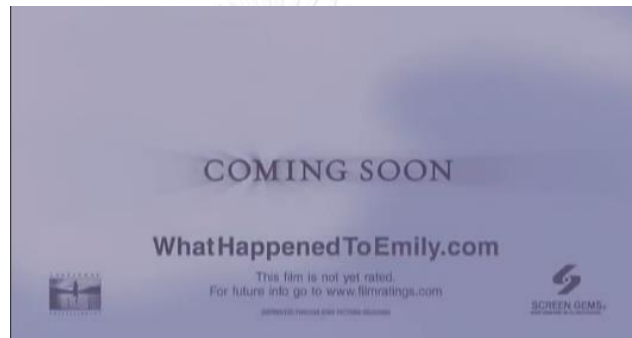 COMING SOON
WhatHappenedToEmily.com
This film is not yet rated.
For future info go to www.filmratings.com
SCREEN GEMS